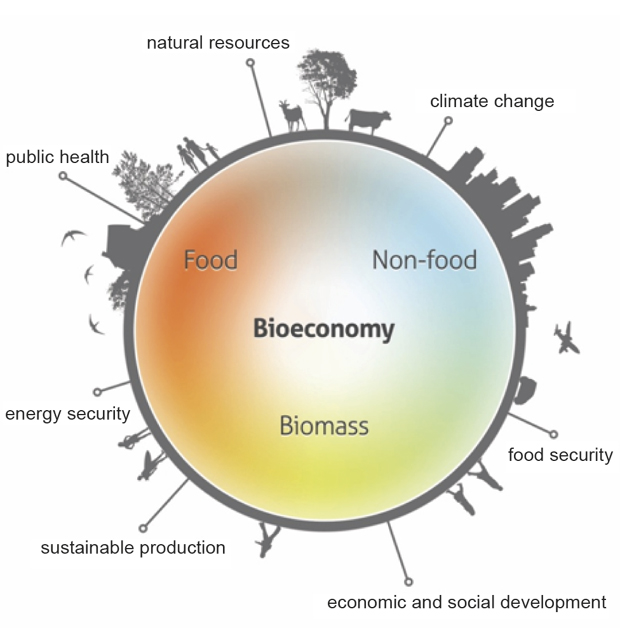 natural resources
climate change
public health
Food
Non-food
Bioeconomy
energy security
Biomass
food security
sustainable production
economic and social development